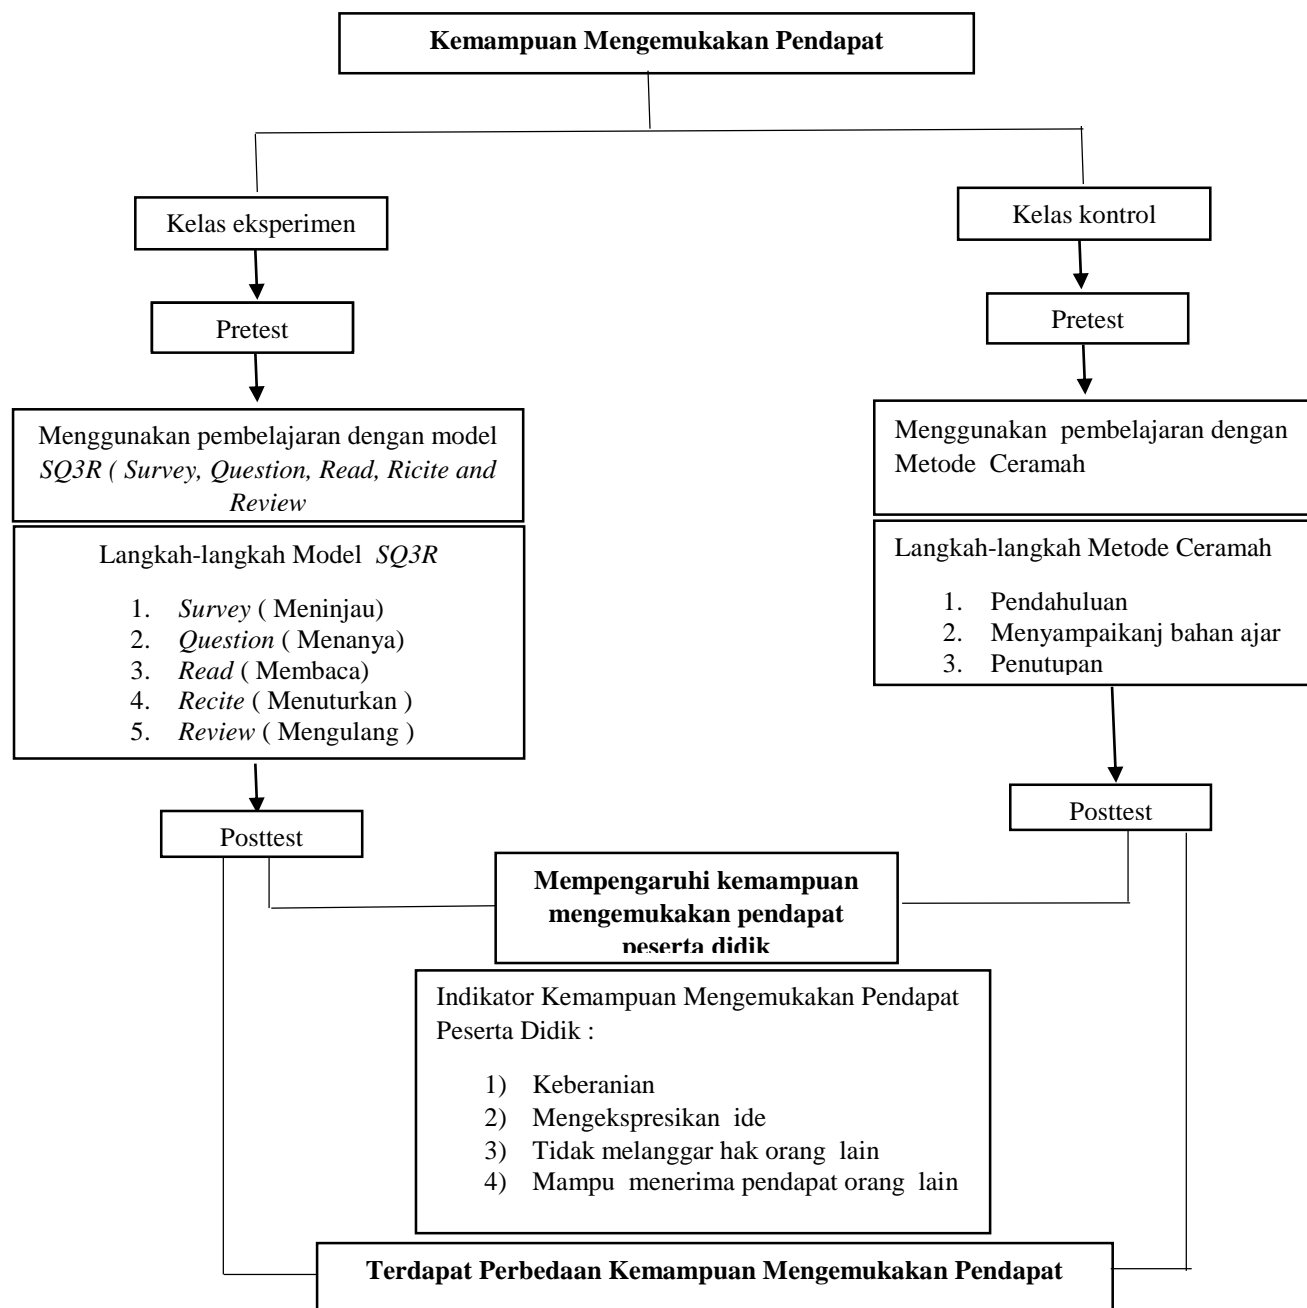 Kemampuan Mengemukakan Pendapat
Kelas eksperimen
Kelas kontrol
Pretest
Pretest
Menggunakan pembelajaran dengan model
SQ3R ( Survey, Question, Read, Ricite and
Review
Menggunakan pembelajaran dengan
Metode Ceramah
Langkah-langkah Model SQ3R
1. Survey ( Meninjau)
2. Question ( Menanya)
3. Read ( Membaca)
4. Recite ( Menuturkan )
5. Review ( Mengulang )
Langkah-langkah Metode Ceramah
1. Pendahuluan
2. Menyampaikanj bahan ajar
3. Penutupan
Posttest
Posttest
Mempengaruhi kemampuan
mengemukakan pendapat
peserta didik
Indikator Kemampuan Mengemukakan Pendapat
Peserta Didik :
1) Keberanian
2) Mengekspresikan ide
3) Tidak melanggar hak orang lain
4) Mampu menerima pendapat orang lain
Terdapat Perbedaan Kemampuan Mengemukakan Pendapat